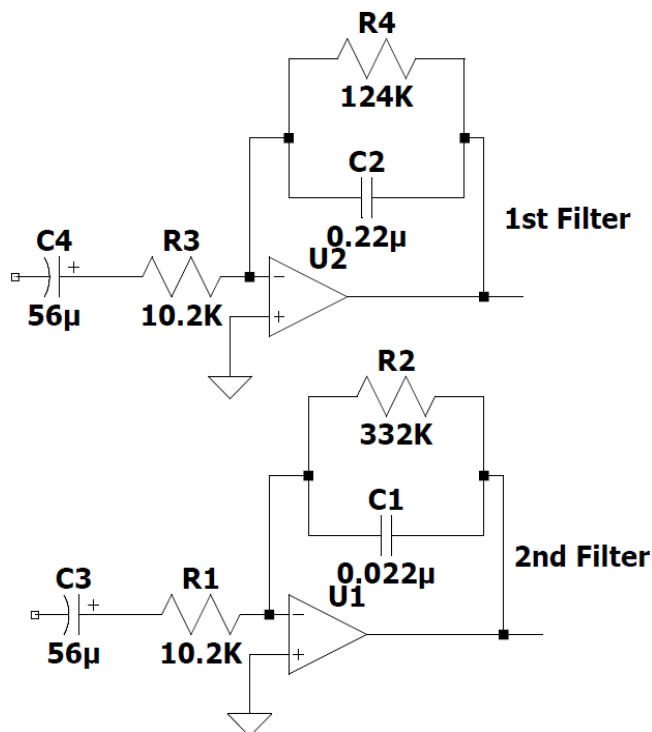 R4
124K
C2
0.22µ
1st Filter
C4
R3
U2
+
−
56µ
10.2K
+
R2
332K
C1
0.022µ
2nd Filter
C3
R1
U1
+
−
56µ
10.2K
+